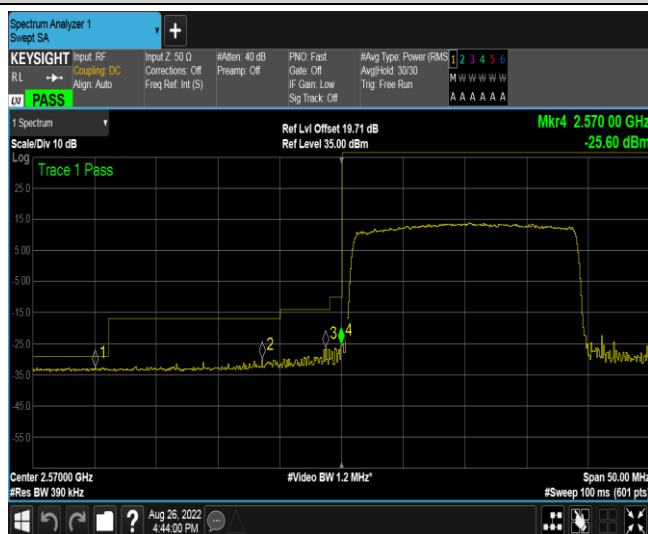 Spectrum Analyzer 1
Swept SA
+
KEYSIGHT
RL
Input: RF
Coupling: DC
Align: Auto
Input Z: 50 Ω
Corrections: Off
Freq Ref: Int (S)
#Atten: 40 dB
Preamp: Off
PNO: Fast
Gate: Off
IF Gain: Low
Sig Track: Off
#Avg Type: Power (RMS
Avg|Hold: 30/30
Trig: Free Run
1 2 3 4 5 6
M W W W W W
A A A A A A
LXI PASS
1 Spectrum
Scale/Div 10 dB
Ref Lvl Offset 19.71 dB
Ref Level 35.00 dBm
Mkr4 2.570 00 GHz
-25.60 dBm
Log
Trace 1 Pass
25.0
15.0
5.00
-5.00
-15.0
-25.0
-35.0
-45.0
-55.0
1
2
3
4
Center 2.57000 GHz
#Res BW 390 kHz
#Video BW 1.2 MHz*
Span 50.00 MHz
#Sweep 100 ms (601 pts)
?
Aug 26, 2022
4:44:00 PM